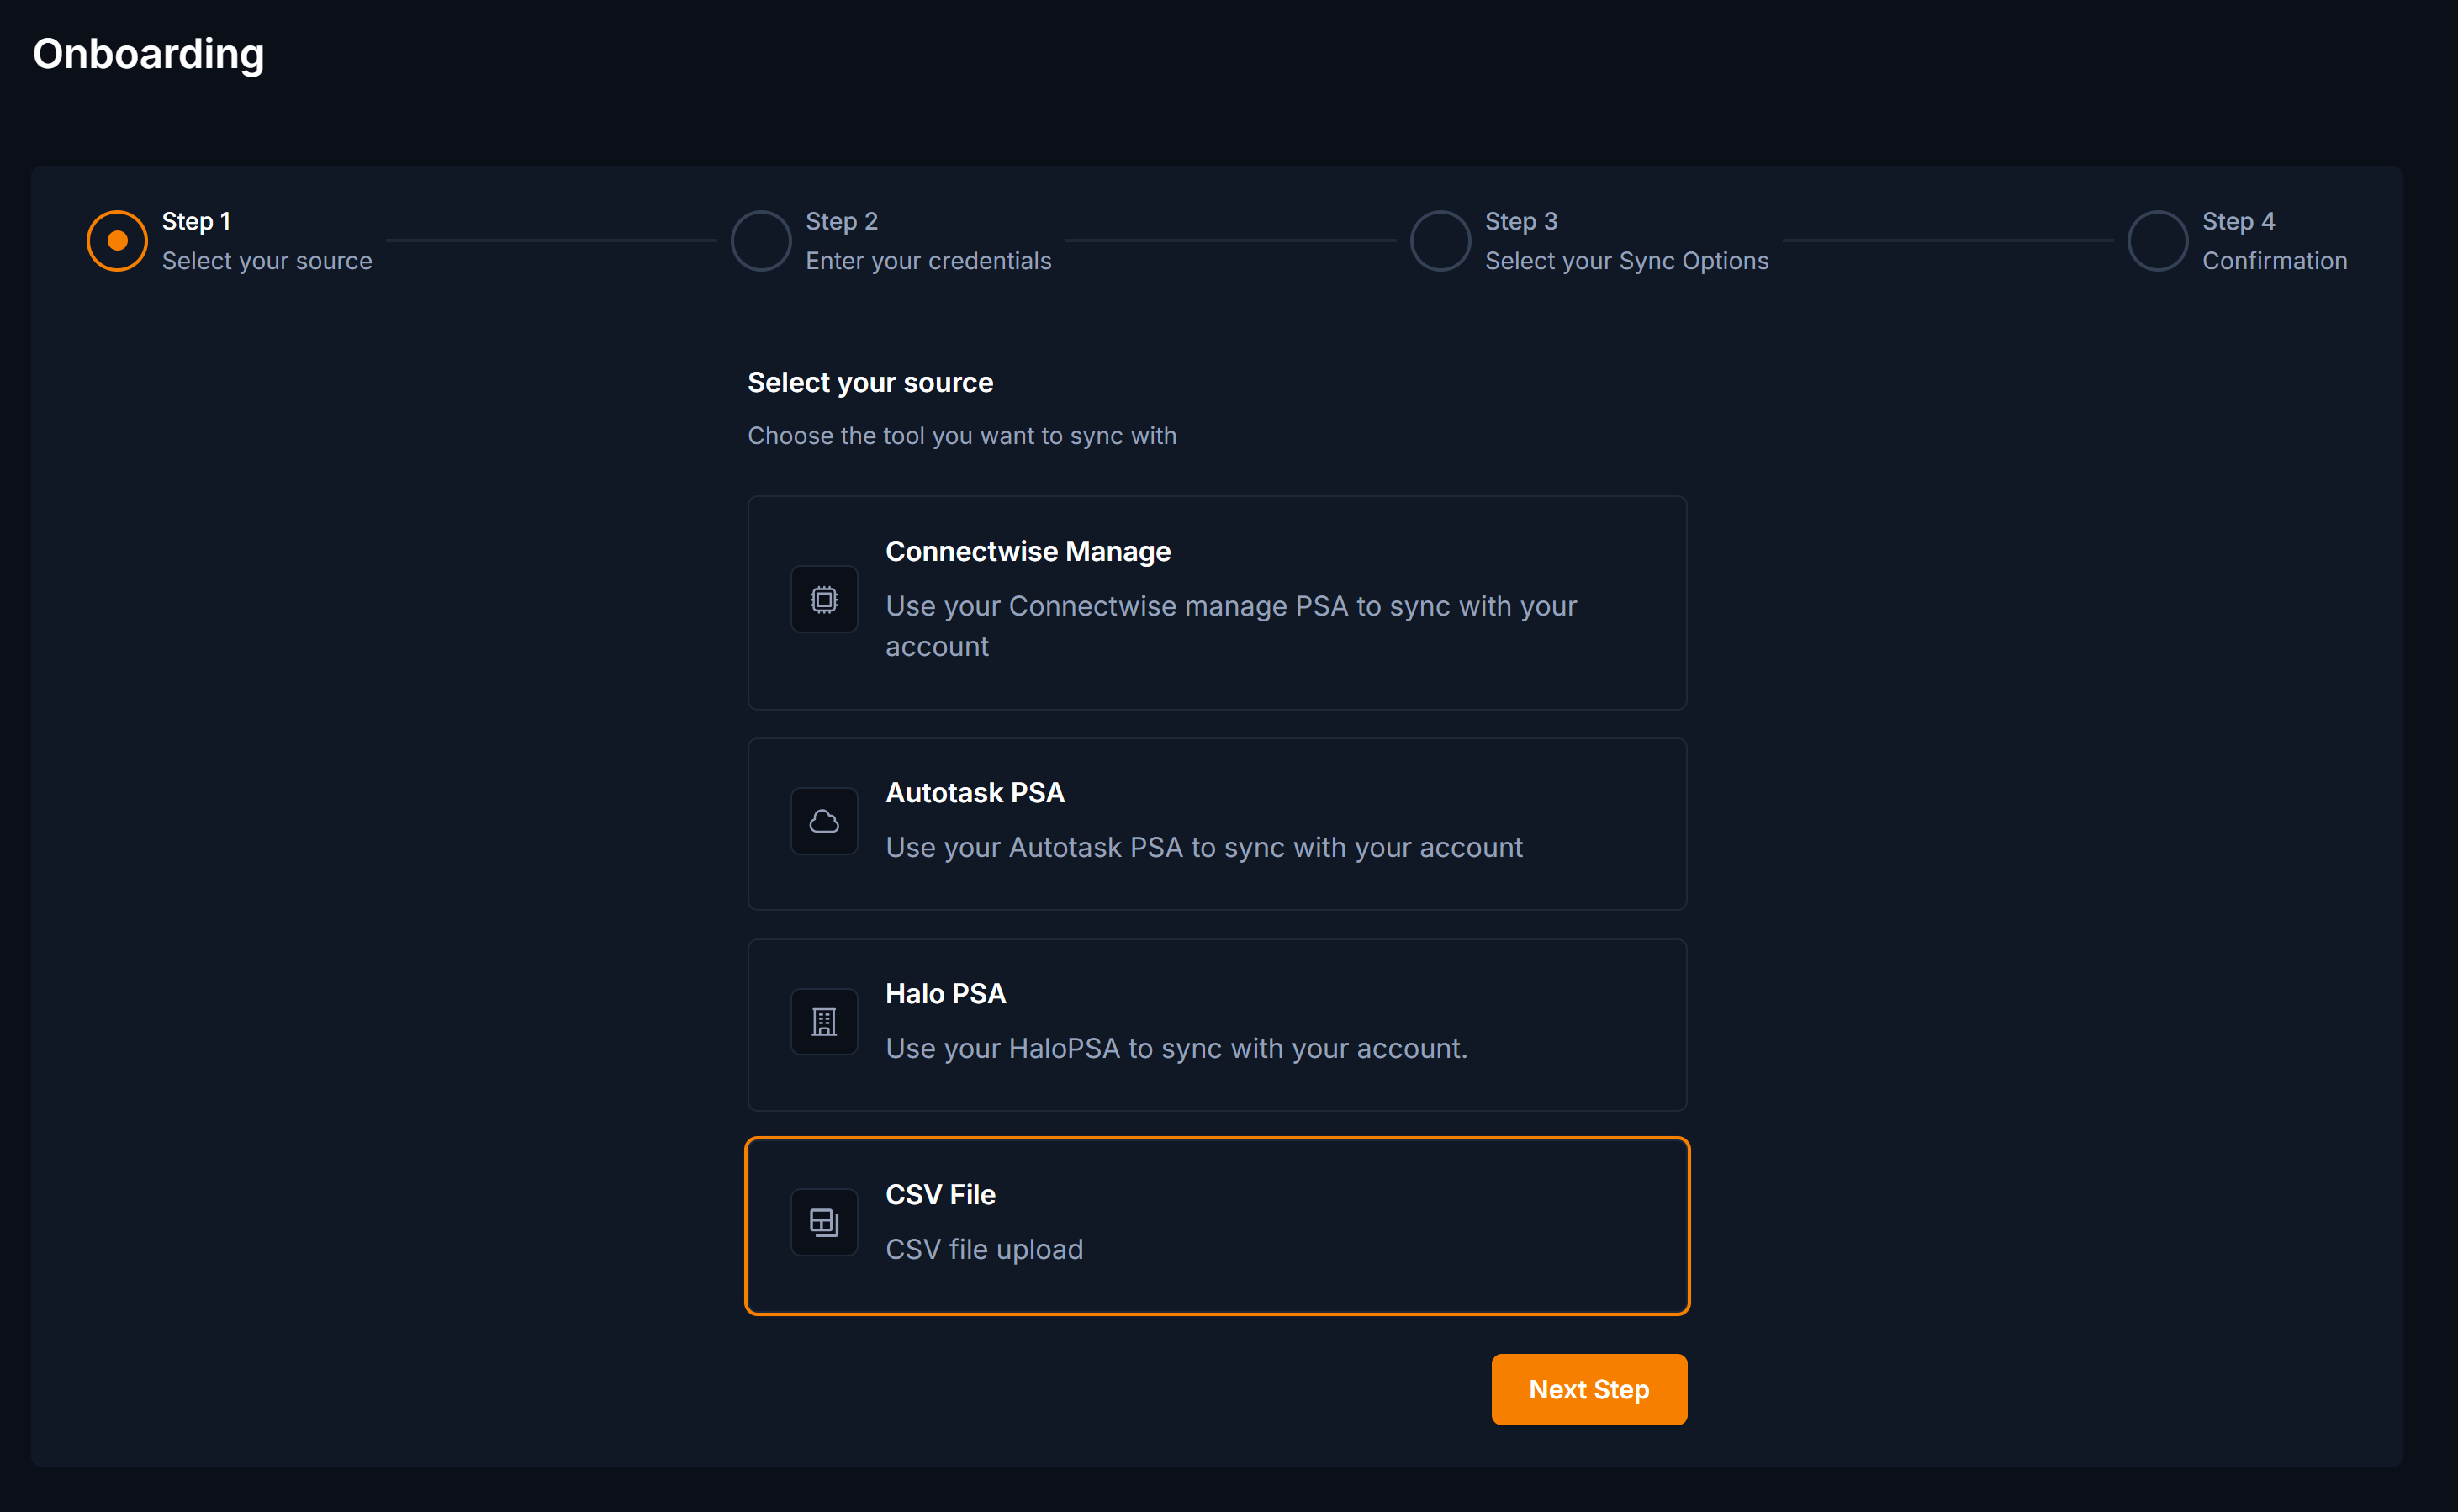 Onboarding
Step 1
Select your source
Step 2
Enter your credentials
Step 3
Select your Sync Options
Step 4
Confirmation
Select your source
Choose the tool you want to sync with
Connectwise Manage
Use your Connectwise manage PSA to sync with your
account
Autotask PSA
Use your Autotask PSA to sync with your account
Halo PSA
Use your HaloPSA to sync with your account.
CSV File
CSV file upload
Next Step